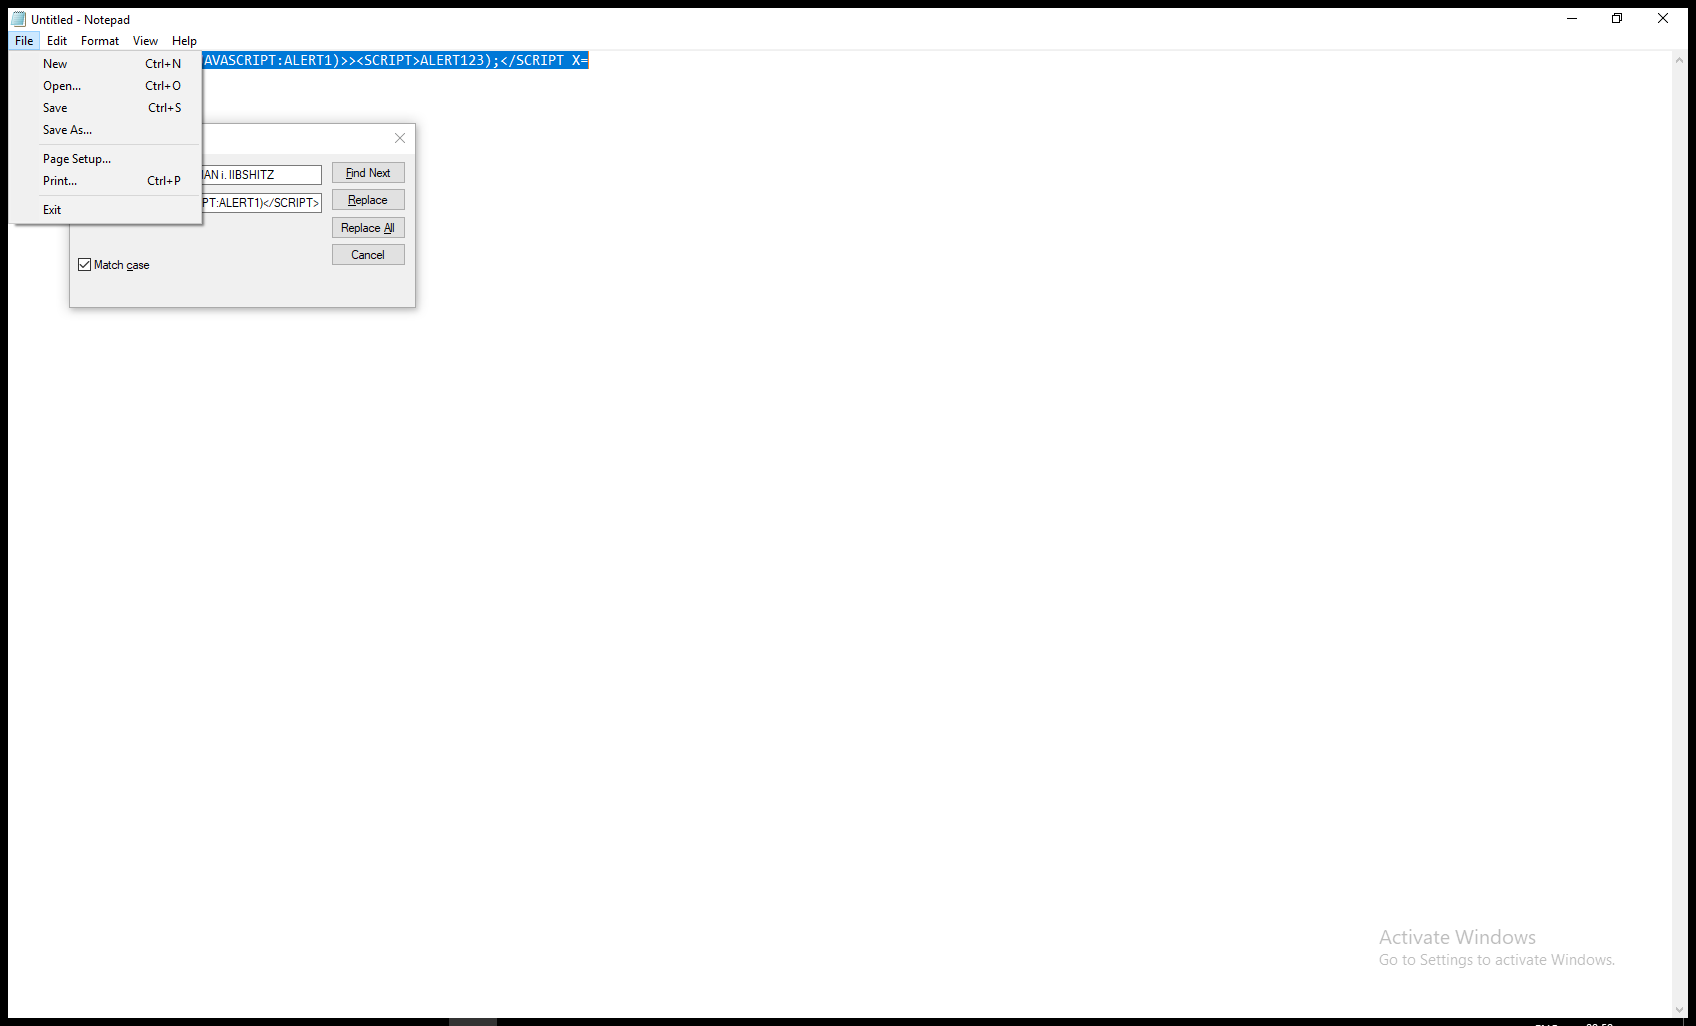 Untitled - Notepad
File Edit Format View Help
AVASCRIPT:ALERT1)>><SCRIPT>ALERT123);</SCRIPT X=
New Ctrl+N
Open... Ctrl+O
Save Ctrl+S
Save As...
Page Setup...
Print... Ctrl+P
Exit
IAN i. IIBSHITZ
PT:ALERT1)</SCRIPT>
Find Next
Replace
Replace All
Cancel
Match case
Activate Windows
Go to Settings to activate Windows.